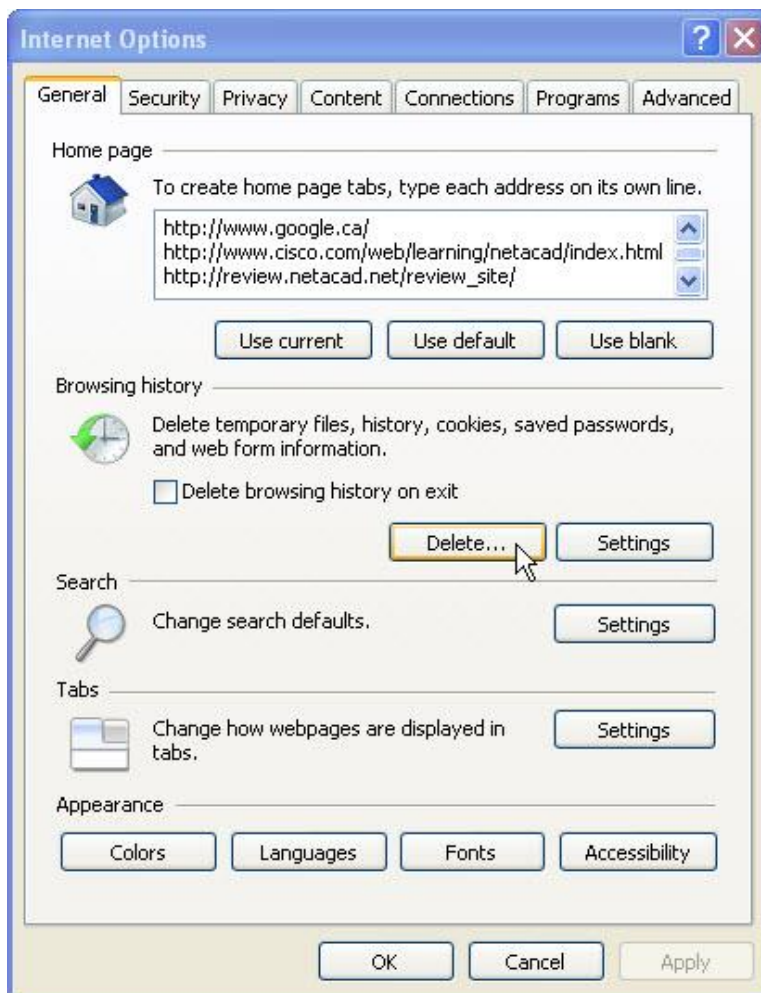 Internet Options
General Security Privacy Content Connections Programs Advanced
Home page
To create home page tabs, type each address on its own line.
http://www.google.ca/
http://www.cisco.com/web/learning/netacad/index.html
http://review.netacad.net/review_site/
Use current Use default Use blank
Browsing history
Delete temporary files, history, cookies, saved passwords,
and web form information.
Delete browsing history on exit
Delete... Settings
Search
Change search defaults. Settings
Tabs
Change how webpages are displayed in Settings
tabs.
Appearance
Colors Languages Fonts Accessibility
OK Cancel Apply